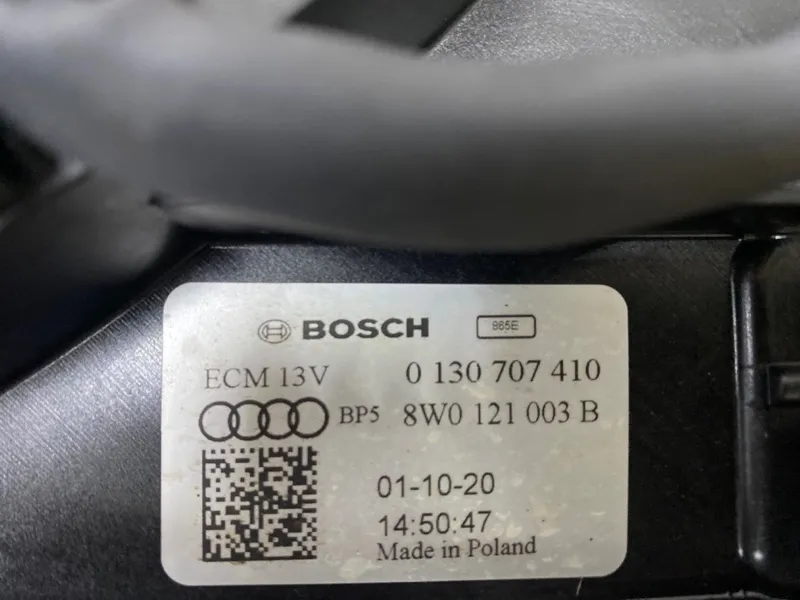 BOSCH 865E
ECM 13V 0 130 707 410
BP5 8W0 121 003 B
01-10-20
14:50:47
Made in Poland